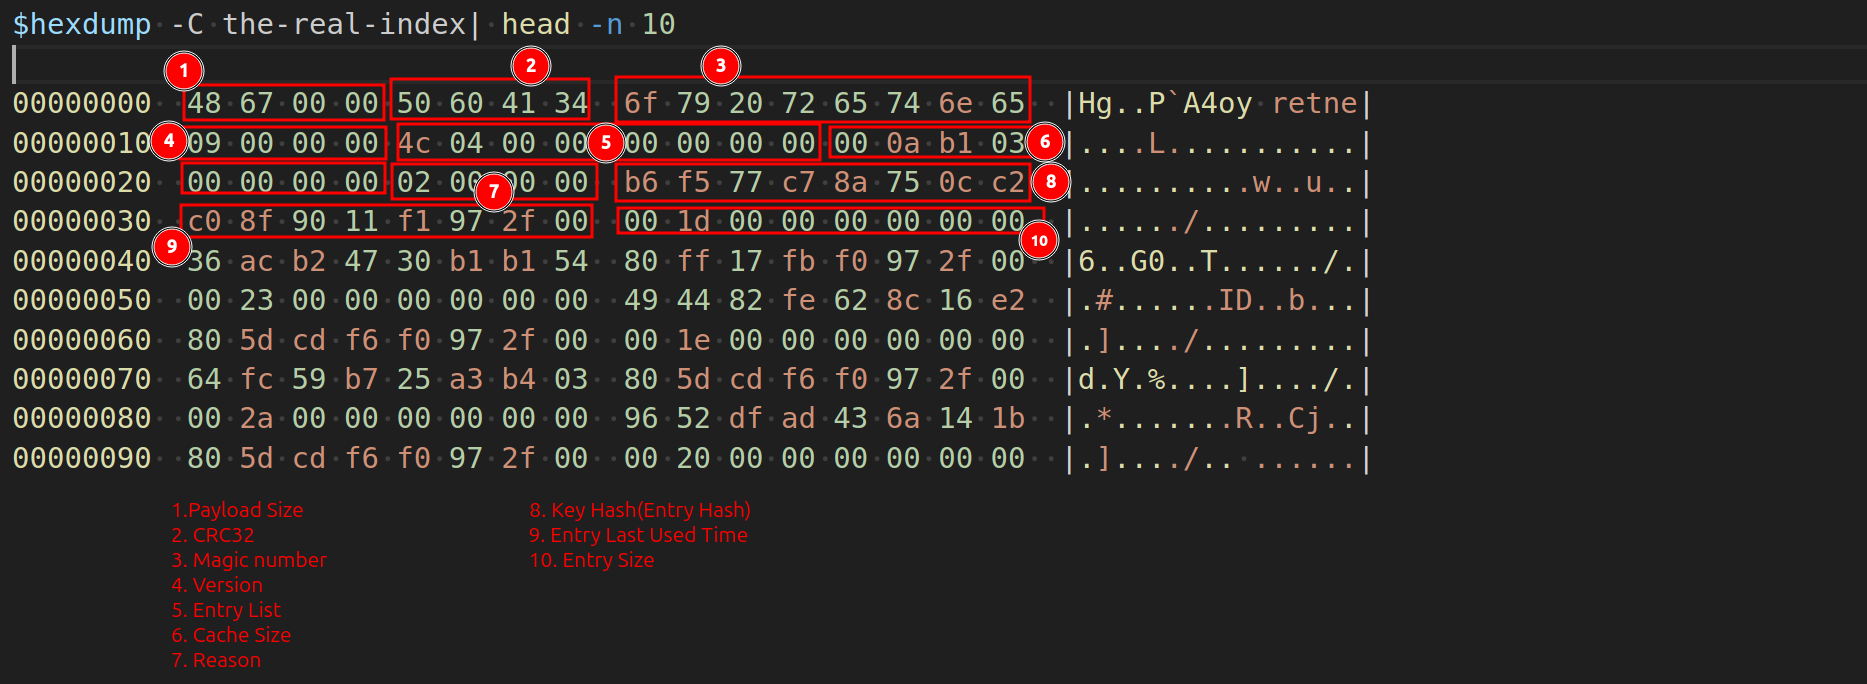 $hexdump -C the-real-index| head -n 10
1 2 3
00000000 48 67 00 00 50 60 41 34 6f 79 20 72 65 74 6e 65 |Hg..P`A4oy retne|
00000010 4 09 00 00 00 4c 04 00 00 5 00 00 00 00 00 0a b1 03 6 |....L...........|
00000020 00 00 00 00 02 00 7 00 00 b6 f5 77 c7 8a 75 0c c2 8 |..........w..u..|
00000030 c0 8f 90 11 f1 97 2f 00 00 1d 00 00 00 00 00 00 |....../.........|
9 10
00000040 36 ac b2 47 30 b1 b1 54 80 ff 17 fb f0 97 2f 00 |6..G0..T....../.|
00000050 00 23 00 00 00 00 00 00 49 44 82 fe 62 8c 16 e2 |.#......ID..b...|
00000060 80 5d cd f6 f0 97 2f 00 00 1e 00 00 00 00 00 00 |.]..../.........|
00000070 64 fc 59 b7 25 a3 b4 03 80 5d cd f6 f0 97 2f 00 |d.Y.%....]..../.|
00000080 00 2a 00 00 00 00 00 00 96 52 df ad 43 6a 14 1b |.*.......R..Cj..|
00000090 80 5d cd f6 f0 97 2f 00 00 20 00 00 00 00 00 00 |.]..../.. ......|
1.Payload Size
2. CRC32
3. Magic number
4. Version
5. Entry List
6. Cache Size
7. Reason
8. Key Hash(Entry Hash)
9. Entry Last Used Time
10. Entry Size